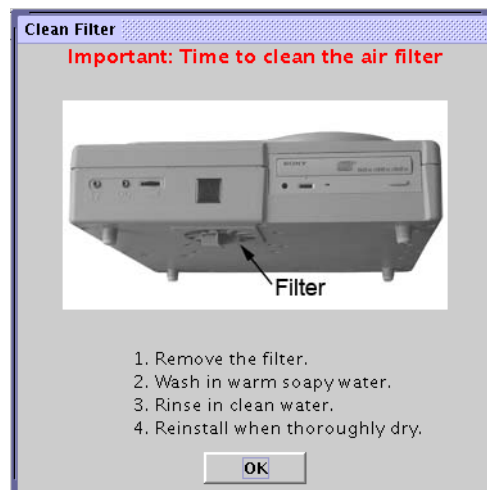 Clean Filter
Important: Time to clean the air filter
SONY
Filter
1. Remove the filter.
2. Wash in warm soapy water.
3. Rinse in clean water.
4. Reinstall when thoroughly dry.
OK